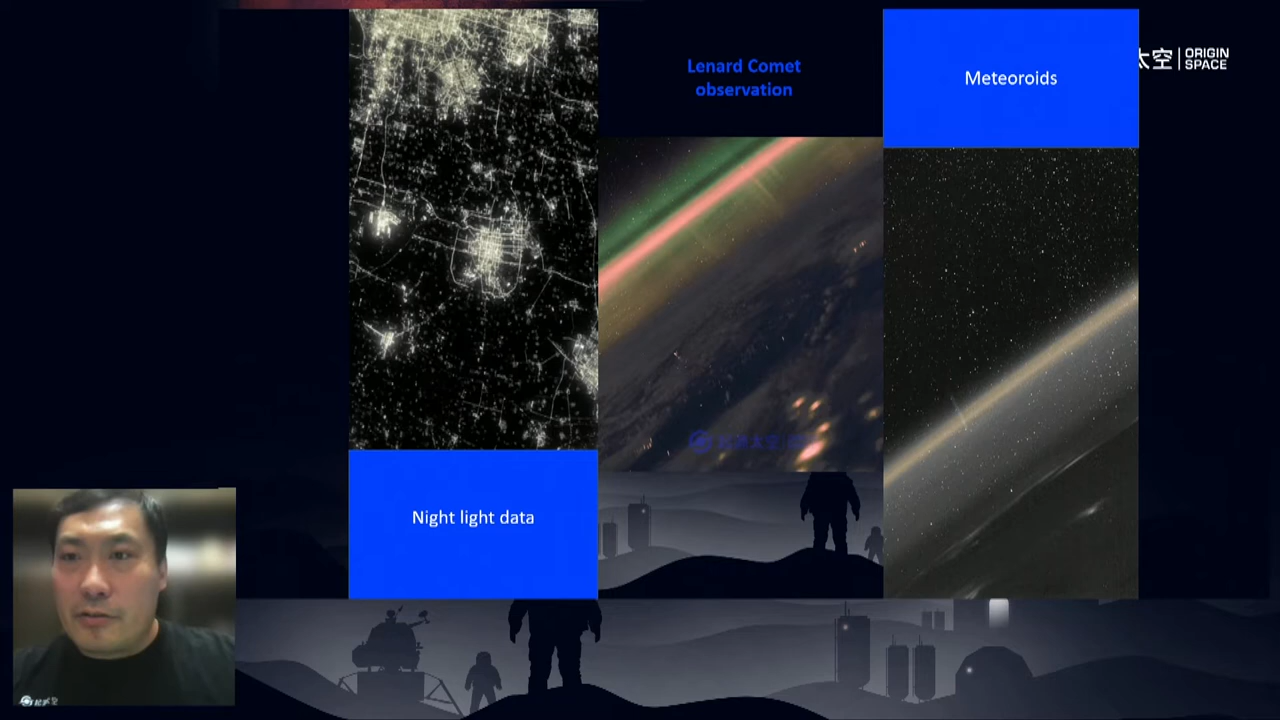 Lenard Comet
observation
Meteoroids
太空
ORIGIN
SPACE
Night light data